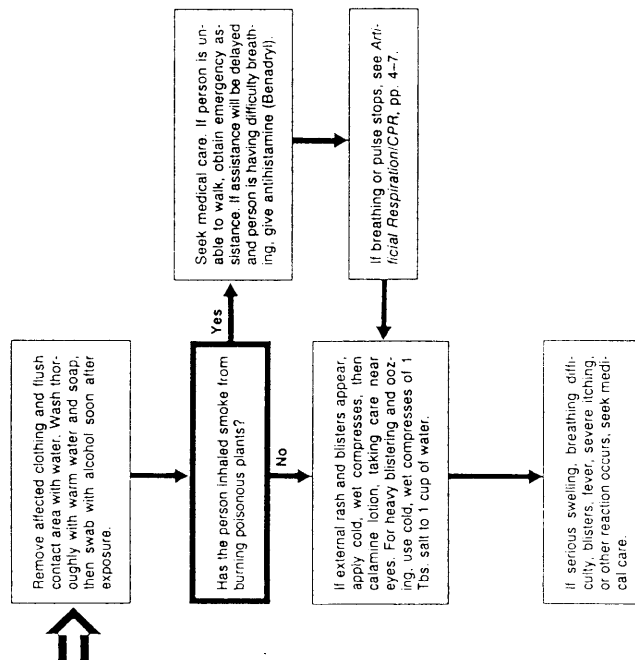 Remove affected clothing and flush
contact area with water. Wash thor-
oughly with warm water and soap,
then swab with alcohol soon after
exposure.
Has the person inhaled smoke from
burning poisonous plants?
Yes
Seek medical care. If person is un-
able to walk, obtain emergency as-
sistance. If assistance will be delayed
and person is having difficulty breath-
ing, give antihistamine (Benadryl).
If breathing or pulse stops, see Arti-
ficial Respiration/CPR, pp. 4–7.
No
If external rash and blisters appear,
apply cold, wet compresses, then
calamine lotion, taking care near
eyes. For heavy blistering and ooz-
ing, use cold, wet compresses of 1
Tbs. salt to 1 cup of water.
If serious swelling, breathing diffi-
culty, blisters, fever, severe itching,
or other reaction occurs, seek medi-
cal care.